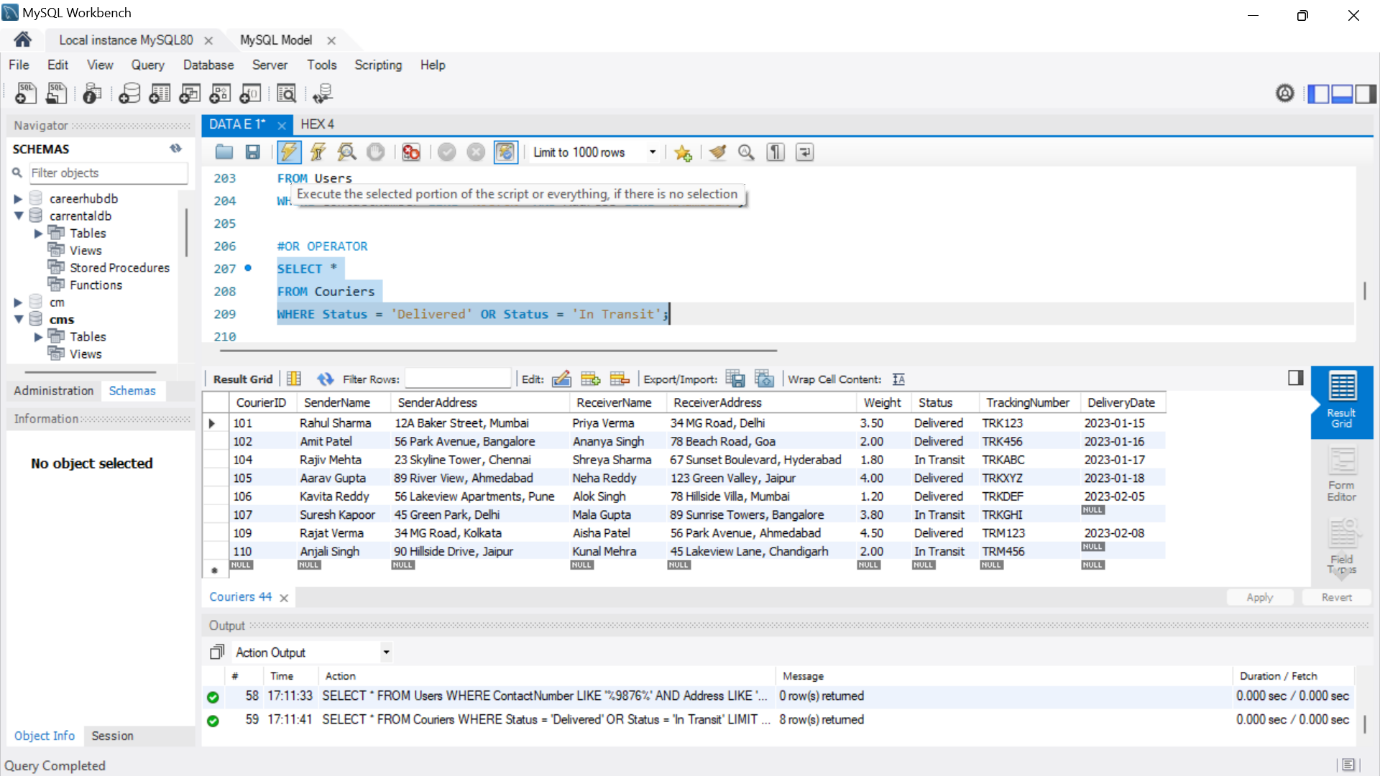 MySQL Workbench
Local instance MySQL80 × MySQL Model ×
File Edit View Query Database Server Tools Scripting Help
Navigator
SCHEMAS
Filter objects
careerhubdb
carrentaldb
Tables
Views
Stored Procedures
Functions
cm
cms
Tables
Views
Administration Schemas
Information
No object selected
Object Info Session
DATA E 1* × HEX 4
Limit to 1000 rows
203 FROM Users
Execute the selected portion of the script or everything, if there is no selection
204
205
206 #OR OPERATOR
207 SELECT *
208 FROM Couriers
209 WHERE Status = 'Delivered' OR Status = 'In Transit';
210
Result Grid Filter Rows: Edit: Export/Import: Wrap Cell Content:
CourierID SenderName SenderAddress ReceiverName ReceiverAddress Weight Status TrackingNumber DeliveryDate
101 Rahul Sharma 12A Baker Street, Mumbai Priya Verma 34 MG Road, Delhi 3.50 Delivered TRK123 2023-01-15
102 Amit Patel 56 Park Avenue, Bangalore Ananya Singh 78 Beach Road, Goa 2.00 Delivered TRK456 2023-01-16
104 Rajiv Mehta 23 Skyline Tower, Chennai Shreya Sharma 67 Sunset Boulevard, Hyderabad 1.80 In Transit TRKABC 2023-01-17
105 Aarav Gupta 89 River View, Ahmedabad Neha Reddy 123 Green Valley, Jaipur 4.00 Delivered TRKXYZ 2023-01-18
106 Kavita Reddy 56 Lakeview Apartments, Pune Alok Singh 78 Hillside Villa, Mumbai 1.20 Delivered TRKDEF 2023-02-05
107 Suresh Kapoor 45 Green Park, Delhi Mala Gupta 89 Sunrise Towers, Bangalore 3.80 In Transit TRKGHI NULL
109 Rajat Verma 34 MG Road, Kolkata Aisha Patel 56 Park Avenue, Ahmedabad 4.50 Delivered TRM123 2023-02-08
110 Anjali Singh 90 Hillside Drive, Jaipur Kunal Mehra 45 Lakeview Lane, Chandigarh 2.00 In Transit TRM456 NULL
NULL NULL NULL NULL NULL NULL NULL NULL NULL
Result
Grid
Form
Editor
Field
Types
Couriers 44 × Apply Revert
Output
Action Output
# Time Action Message Duration / Fetch
58 17:11:33 SELECT * FROM Users WHERE ContactNumber LIKE '%9876%' AND Address LIKE '... 0 row(s) returned 0.000 sec / 0.000 sec
59 17:11:41 SELECT * FROM Couriers WHERE Status = 'Delivered' OR Status = 'In Transit' LIMIT ... 8 row(s) returned 0.000 sec / 0.000 sec
Query Completed